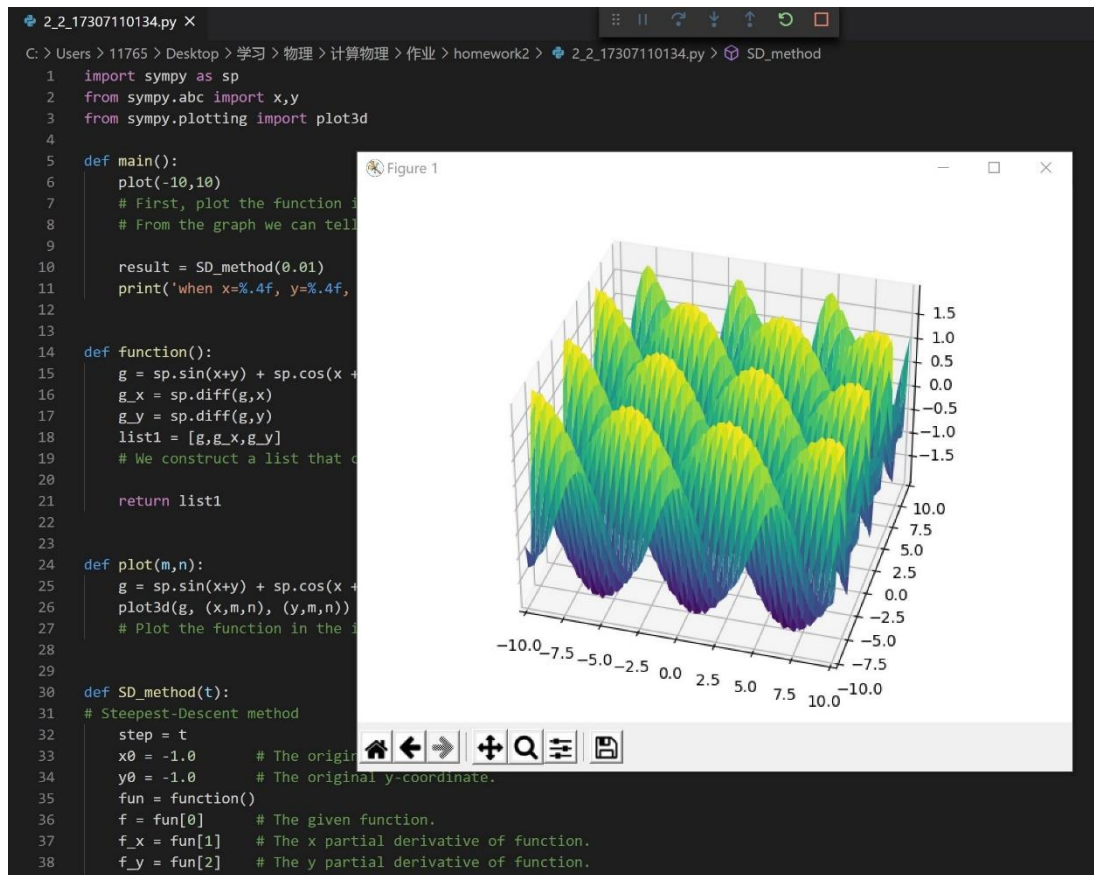 2_2_17307110134.py ×
C: > Users > 11765 > Desktop > 学习 > 物理 > 计算物理 > 作业 > homework2 > 2_2_17307110134.py > SD_method
1 import sympy as sp
2 from sympy.abc import x,y
3 from sympy.plotting import plot3d
4
5 def main():
6     plot(-10,10)
7     # First, plot the function i
8     # From the graph we can tell
9
10     result = SD_method(0.01)
11     print('when x=%.4f, y=%.4f,
12
13
14 def function():
15     g = sp.sin(x+y) + sp.cos(x +
16     g_x = sp.diff(g,x)
17     g_y = sp.diff(g,y)
18     list1 = [g,g_x,g_y]
19     # We construct a list that c
20
21     return list1
22
23
24 def plot(m,n):
25     g = sp.sin(x+y) + sp.cos(x +
26     plot3d(g, (x,m,n), (y,m,n))
27     # Plot the function in the i
28
29
30 def SD_method(t):
31 # Steepest-Descent method
32     step = t
33     x0 = -1.0        # The origin
34     y0 = -1.0        # The original y-coordinate.
35     fun = function()
36     f = fun[0]       # The given function.
37     f_x = fun[1]     # The x partial derivative of function.
38     f_y = fun[2]     # The y partial derivative of function.
Figure 1
1.5
1.0
0.5
0.0
−0.5
−1.0
−1.5
10.0
7.5
5.0
2.5
0.0
−2.5
−5.0
−7.5
−10.0
−10.0 −7.5 −5.0 −2.5 0.0 2.5 5.0 7.5 10.0